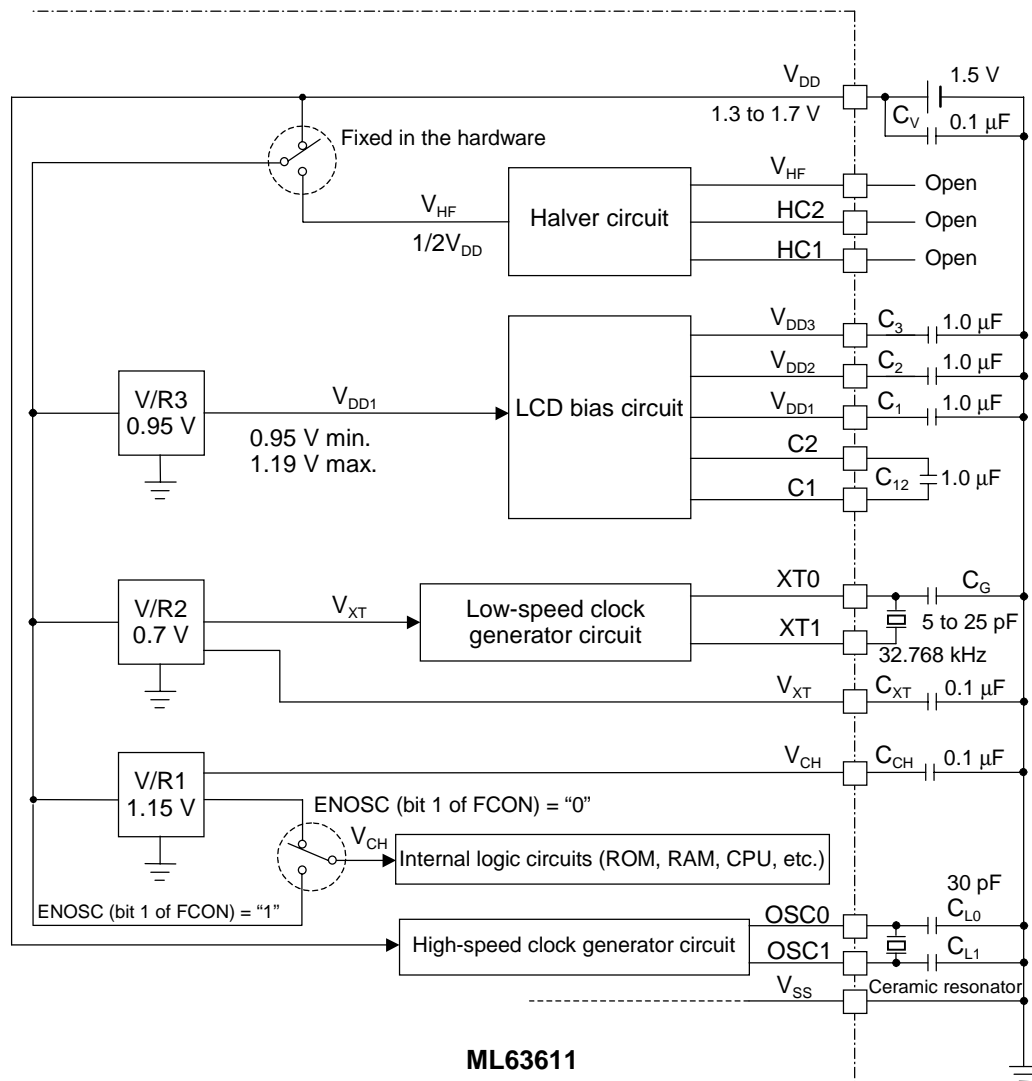 V_DD
1.3 to 1.7 V
1.5 V
C_V
0.1 μF
Fixed in the hardware
V_HF
1/2V_DD
Halver circuit
V_HF
Open
HC2
Open
HC1
Open
V/R3
0.95 V
V_DD1
0.95 V min.
1.19 V max.
LCD bias circuit
V_DD3
C_3
1.0 μF
V_DD2
C_2
1.0 μF
V_DD1
C_1
1.0 μF
C2
C1
C_12
1.0 μF
V/R2
0.7 V
V_XT
Low-speed clock
generator circuit
XT0
C_G
5 to 25 pF
XT1
32.768 kHz
V_XT
C_XT
0.1 μF
V/R1
1.15 V
V_CH
C_CH
0.1 μF
ENOSC (bit 1 of FCON) = “0”
V_CH
Internal logic circuits (ROM, RAM, CPU, etc.)
ENOSC (bit 1 of FCON) = “1”
High-speed clock generator circuit
30 pF
OSC0
C_L0
OSC1
C_L1
V_SS
Ceramic resonator
ML63611